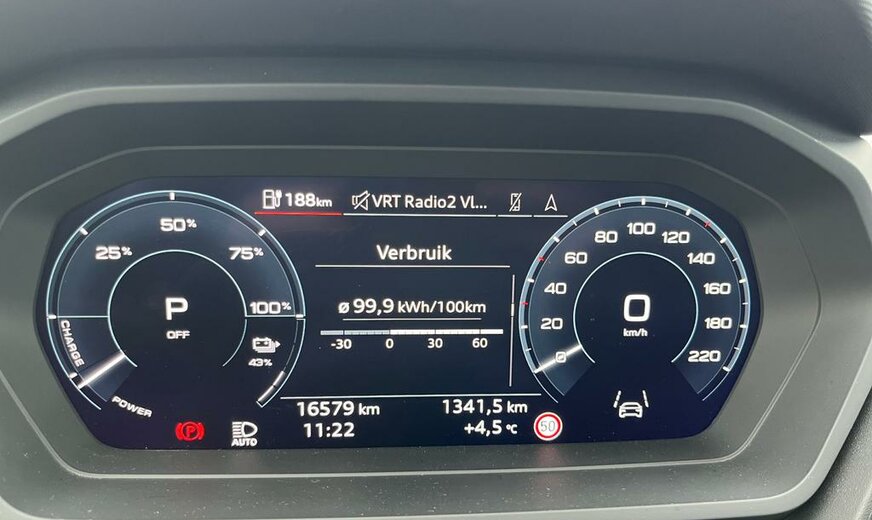 188km
VRT Radio2 Vl...
50%
25%
75%
100%
P
OFF
CHARGE
43%
POWER
Verbruik
ø 99,9 kWh/100km
-30 0 30 60
0 20 40 60 80 100 120 140 160 180 220
0
km/h
16579 km
1341,5 km
11:22
+4,5 °C
50
(P)
AUTO